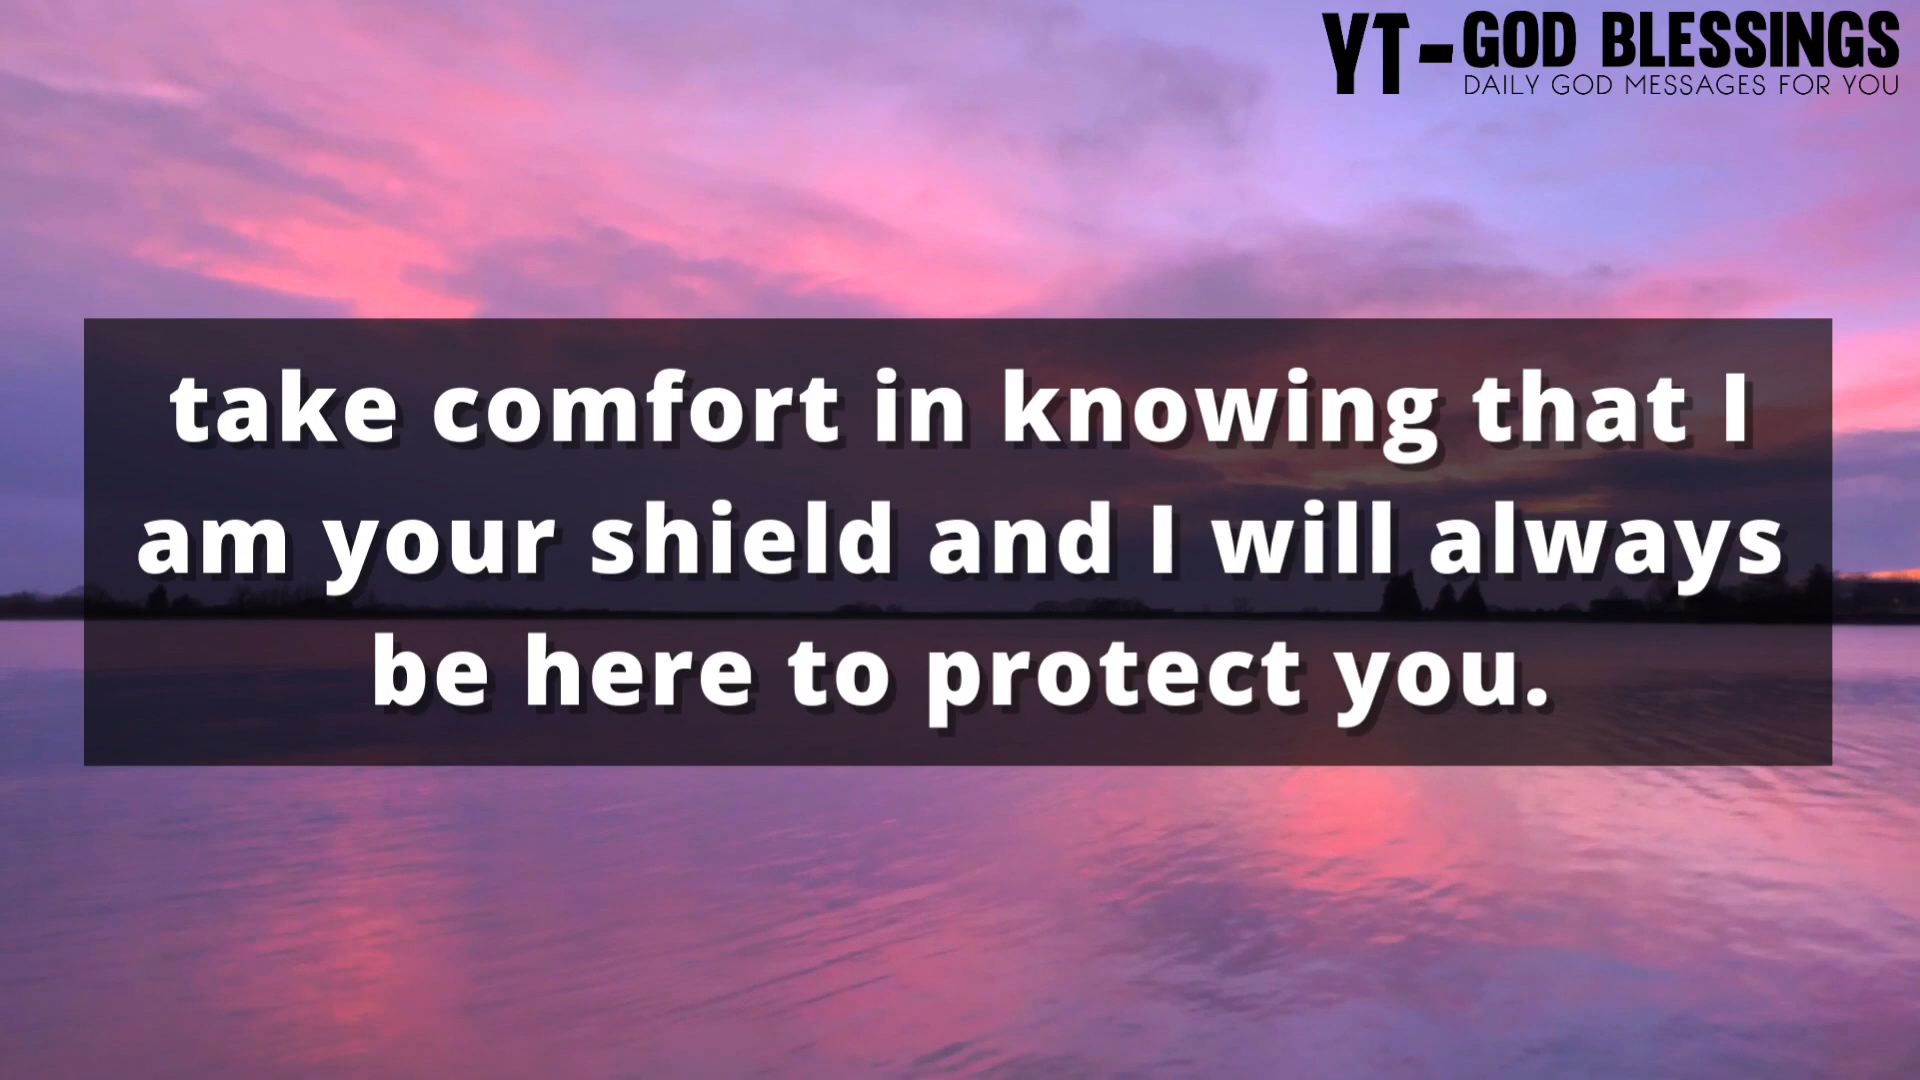 YT-GOD BLESSINGS
DAILY GOD MESSAGES FOR YOU
take comfort in knowing that I
am your shield and I will always
be here to protect you.